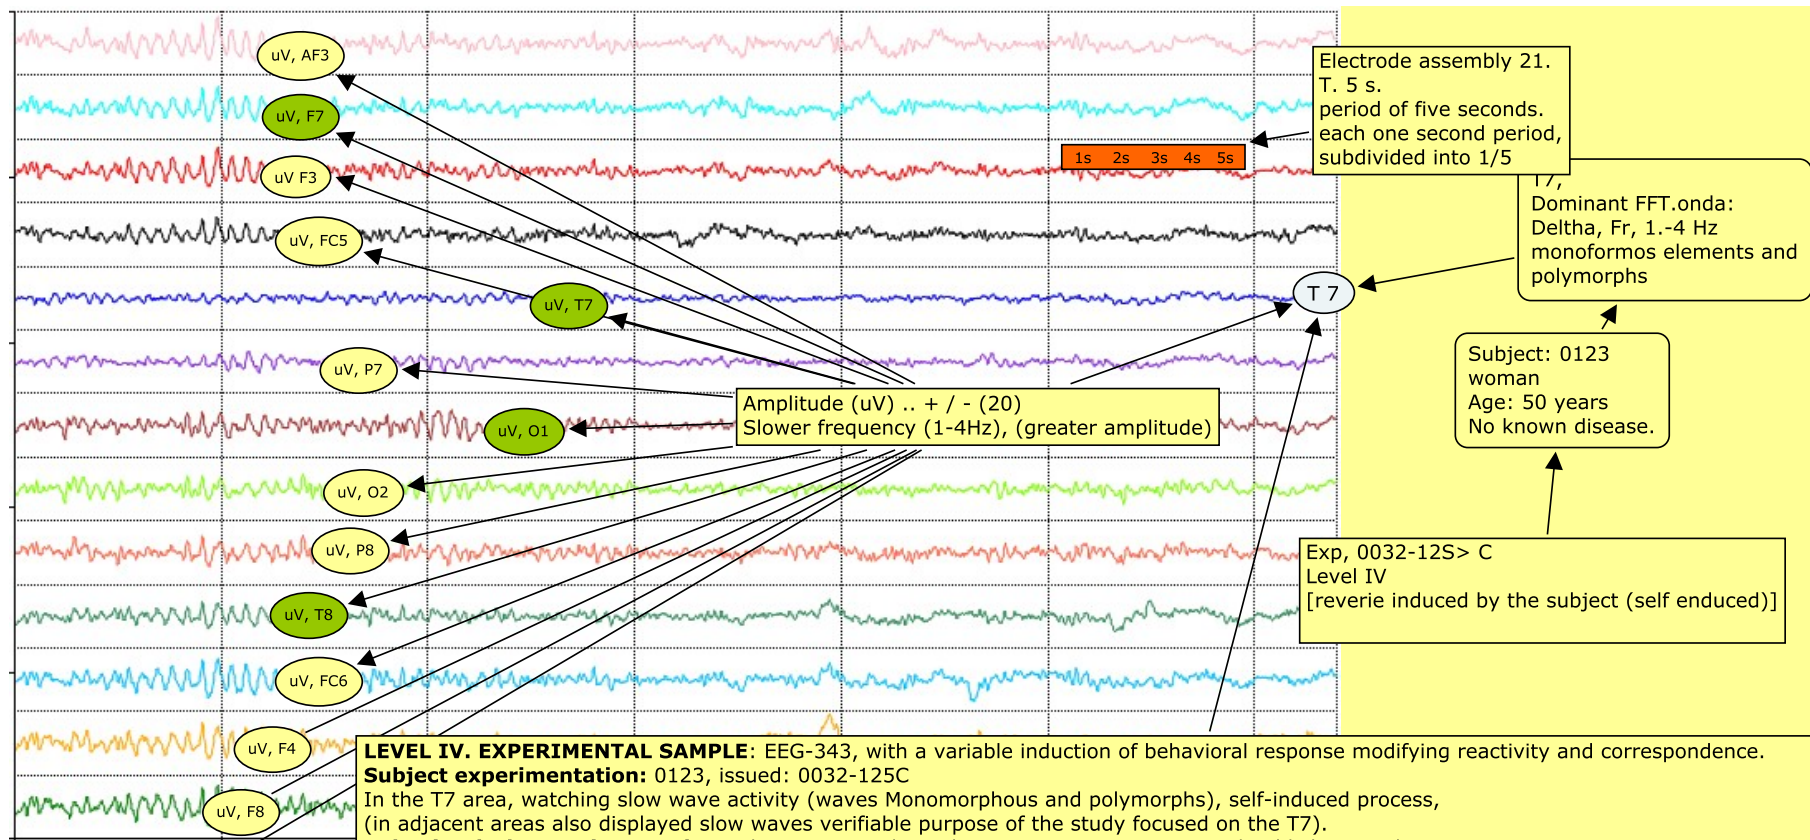 uV, AF3
Electrode assembly 21.
T. 5 s.
period of five seconds.
each one second period,
subdivided into 1/5
uV, F7
1s 2s 3s 4s 5s
uV F3
T7,
Dominant FFT.onda:
Deltha, Fr, 1.-4 Hz
monoformos elements and
polymorphs
uV, FC5
uV, T7
T 7
Subject: 0123
woman
Age: 50 years
No known disease.
uV, P7
Amplitude (uV) .. + / - (20)
Slower frequency (1-4Hz), (greater amplitude)
uV, O1
uV, O2
uV, P8
Exp, 0032-12S> C
Level IV
[reverie induced by the subject (self enduced)]
uV, T8
uV, FC6
uV, F4
LEVEL IV. EXPERIMENTAL SAMPLE: EEG-343, with a variable induction of behavioral response modifying reactivity and correspondence.
Subject experimentation: 0123, issued: 0032-125C
In the T7 area, watching slow wave activity (waves Monomorphous and polymorphs), self-induced process,
(in adjacent areas also displayed slow waves verifiable purpose of the study focused on the T7).
uV, F8